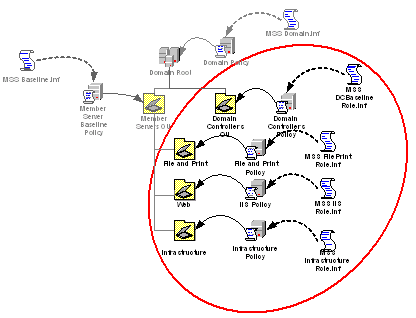 MSS Domain.Inf
Domain Root
Domain Policy
MSS Baseline.Inf
Member
Server
Baseline
Policy
Member
Servers OU
Domain
Controllers
OU
Domain
Controllers
Policy
MSS
DCBaseline
Role.Inf
File and Print
File and Print
Policy
MSS FilePrint
Role.Inf
Web
IIS Policy
MSS IIS
Role.Inf
Infrastructure
Infrastructure
Policy
MSS
Infrastructure
Role.Inf